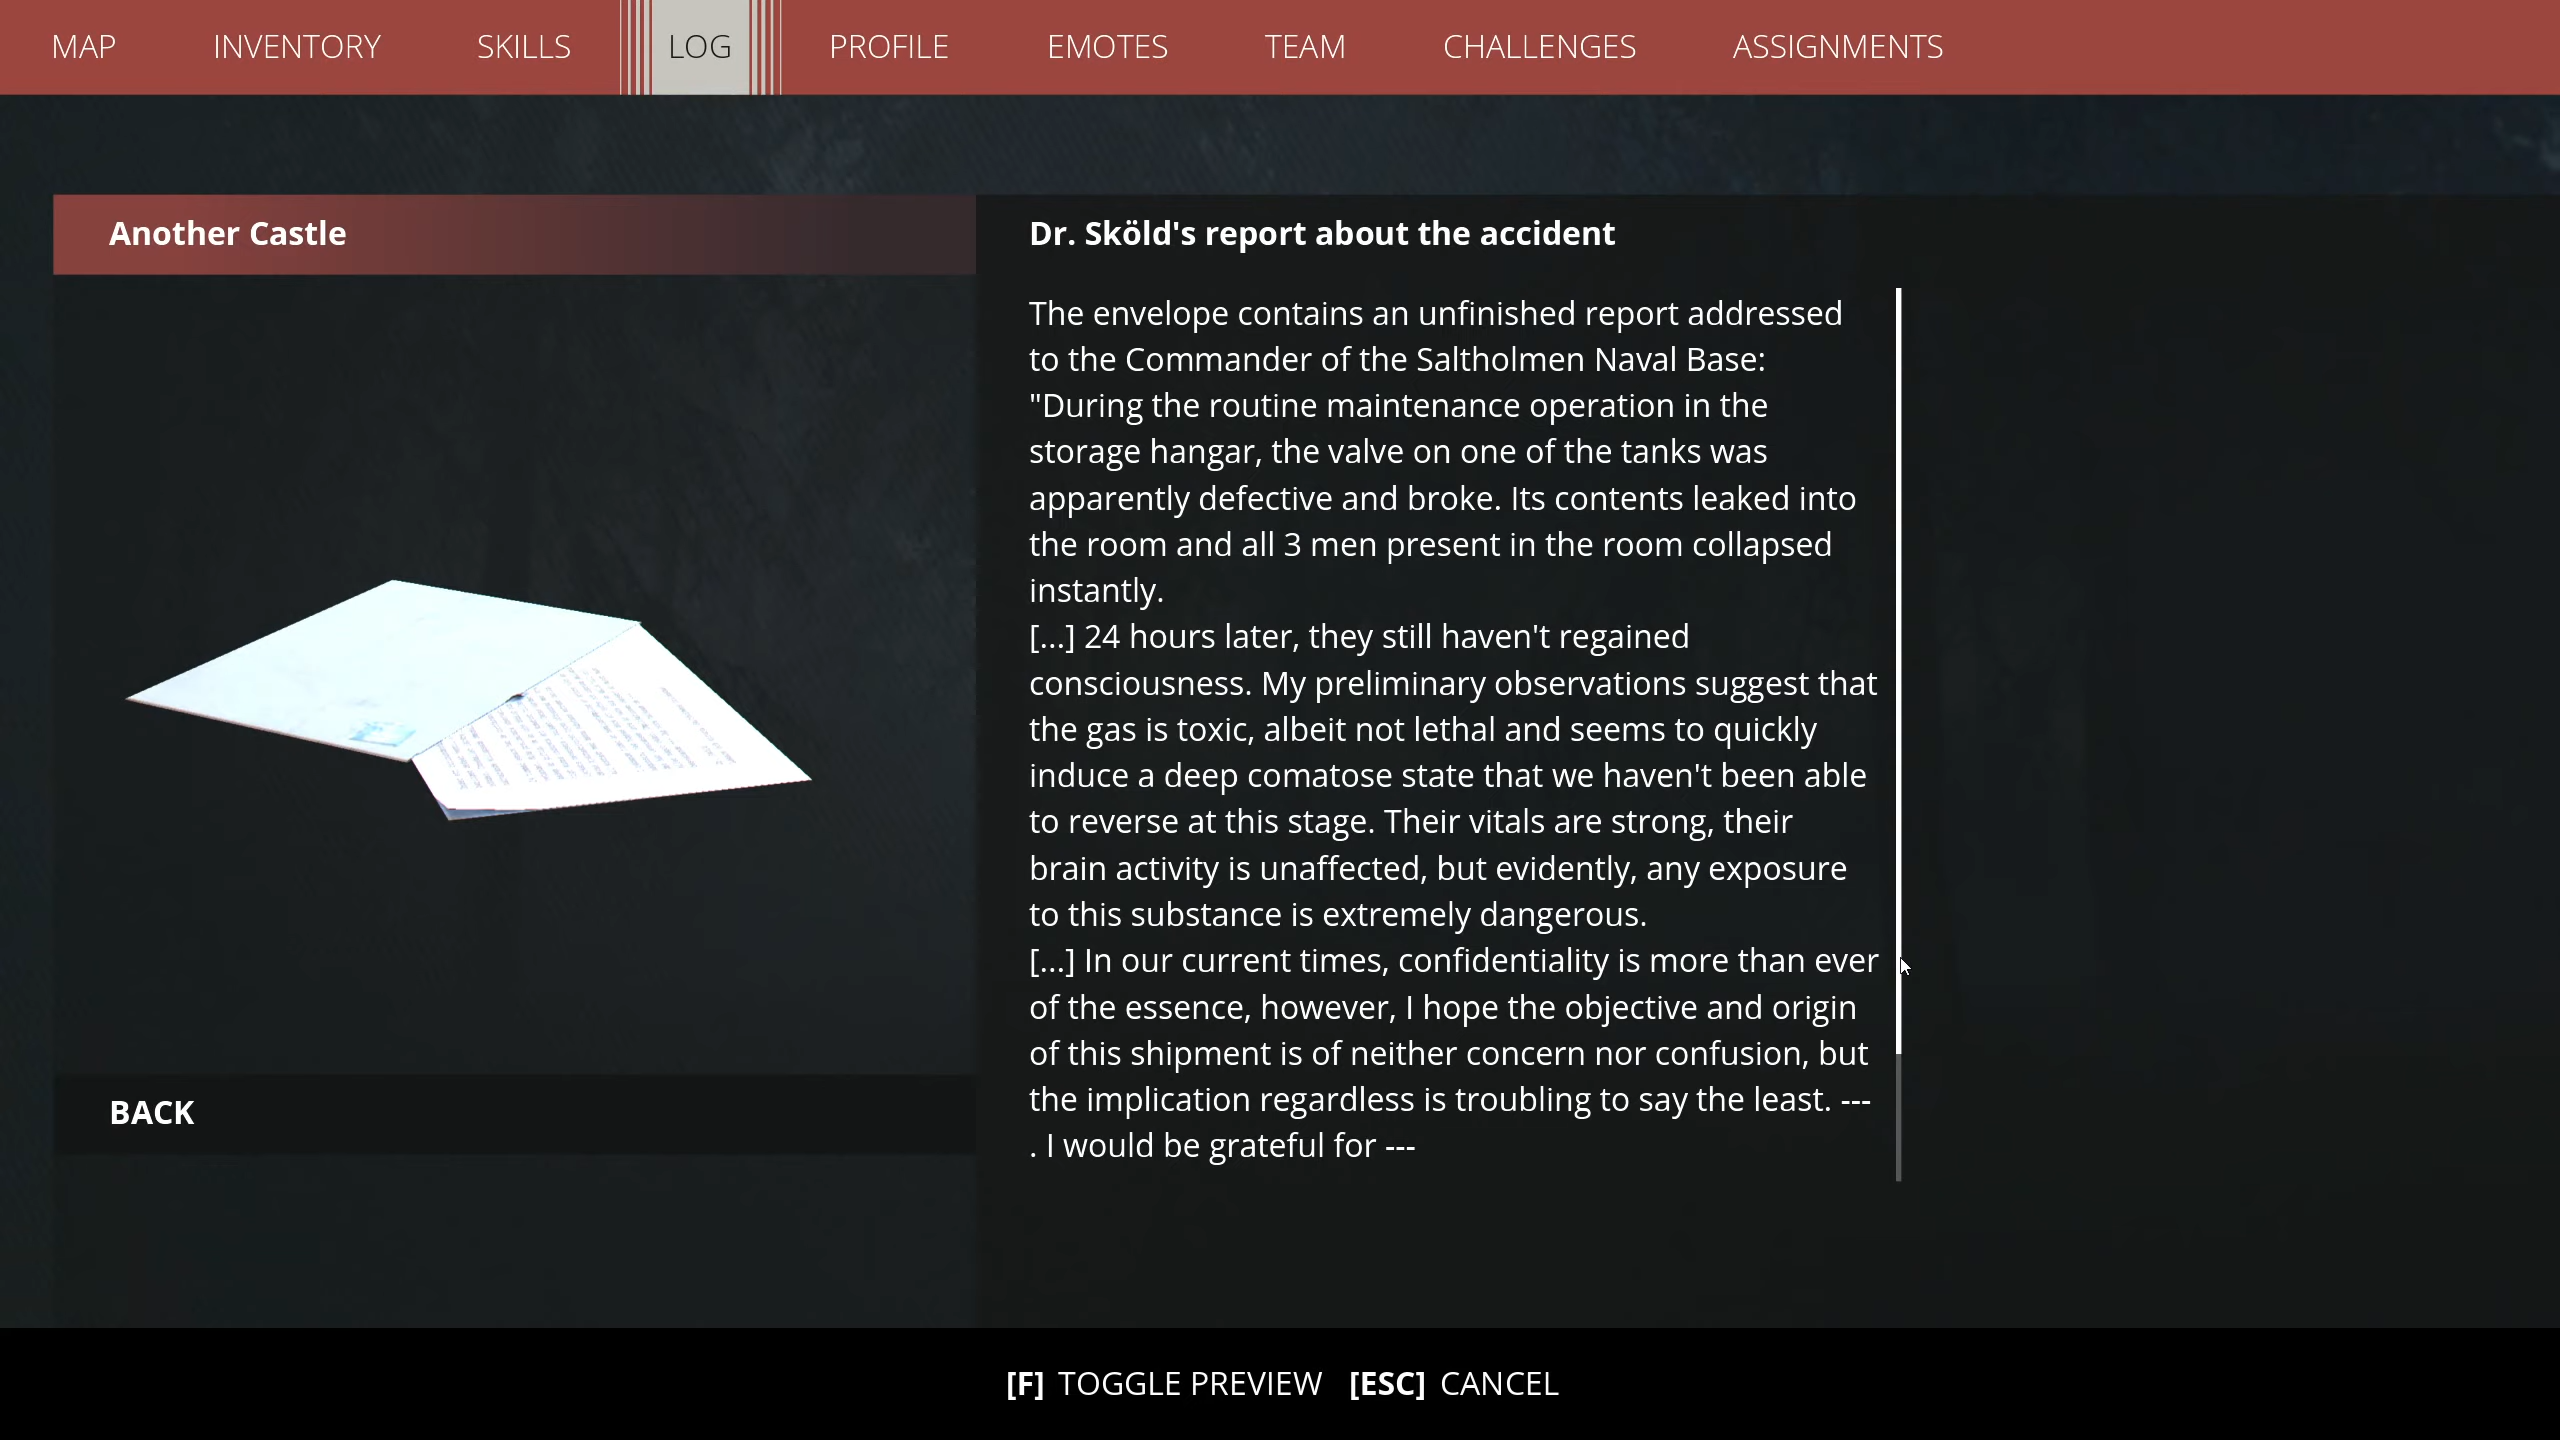 MAP INVENTORY SKILLS LOG PROFILE EMOTES TEAM CHALLENGES ASSIGNMENTS
Another Castle
BACK
Dr. Sköld's report about the accident
The envelope contains an unfinished report addressed
to the Commander of the Saltholmen Naval Base:
"During the routine maintenance operation in the
storage hangar, the valve on one of the tanks was
apparently defective and broke. Its contents leaked into
the room and all 3 men present in the room collapsed
instantly.
[...] 24 hours later, they still haven't regained
consciousness. My preliminary observations suggest that
the gas is toxic, albeit not lethal and seems to quickly
induce a deep comatose state that we haven't been able
to reverse at this stage. Their vitals are strong, their
brain activity is unaffected, but evidently, any exposure
to this substance is extremely dangerous.
[...] In our current times, confidentiality is more than ever
of the essence, however, I hope the objective and origin
of this shipment is of neither concern nor confusion, but
the implication regardless is troubling to say the least. ---
. I would be grateful for ---
[F] TOGGLE PREVIEW [ESC] CANCEL